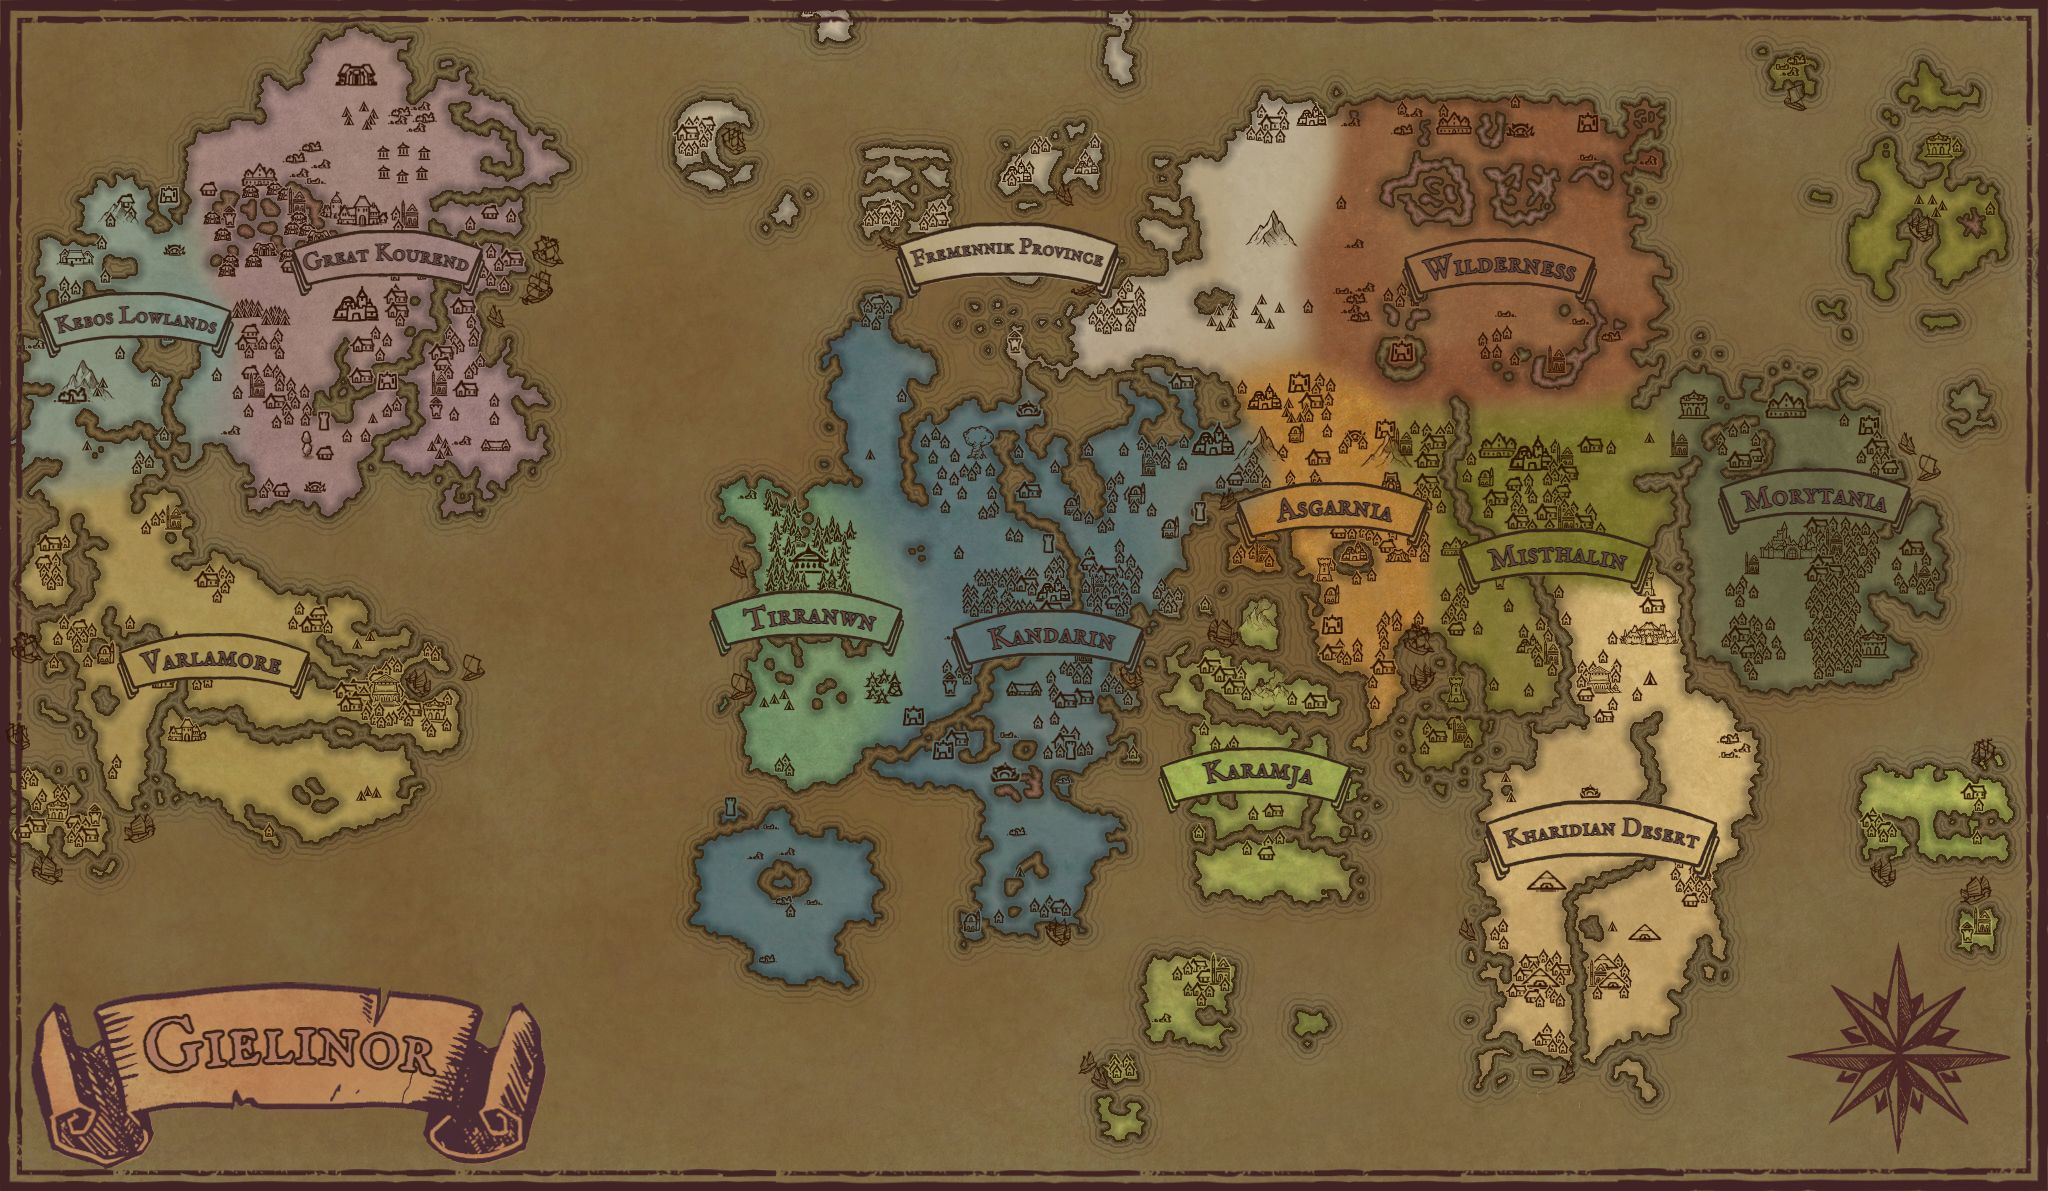 Fremennik Province
Great Kourend
Wilderness
Kebos Lowlands
Asgarnia
Morytania
Misthalin
Tirranwn
Kandarin
Varlamore
Karamja
Kharidian Desert
Gielinor